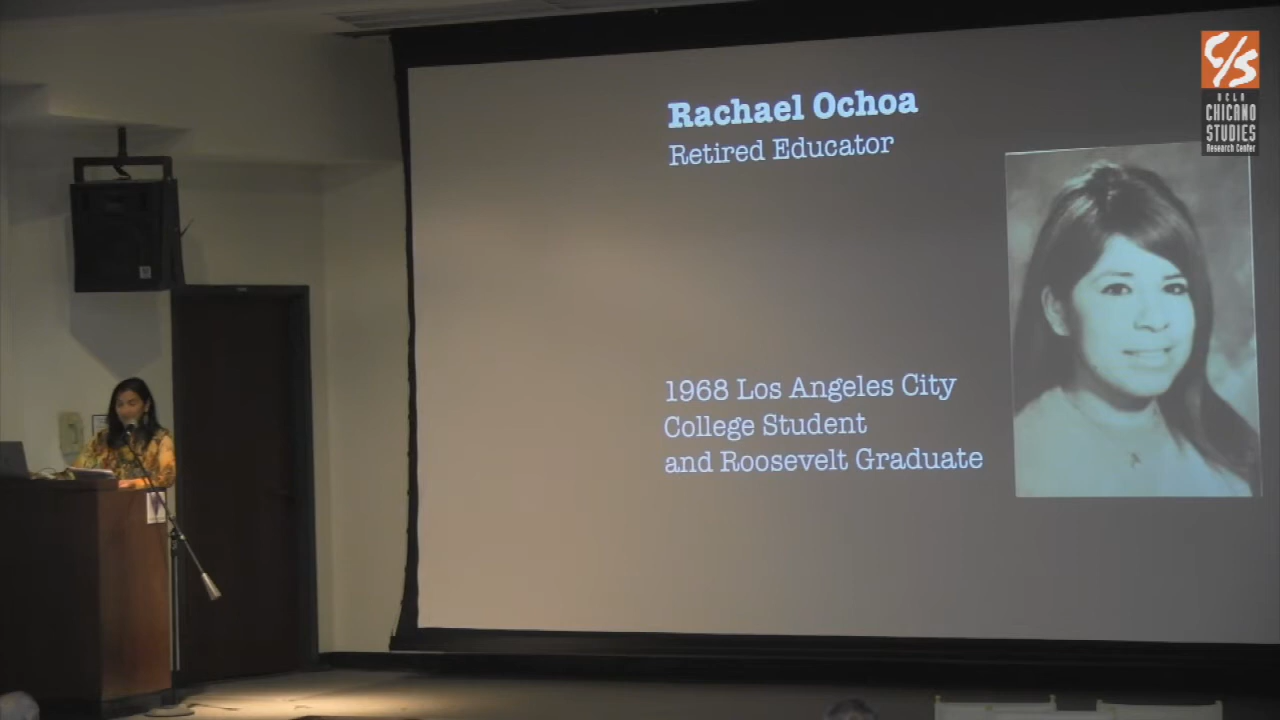 Rachael Ochoa
Retired Educator
1968 Los Angeles City
College Student
and Roosevelt Graduate
C/S
UCLA
CHICANO
STUDIES
Research Center